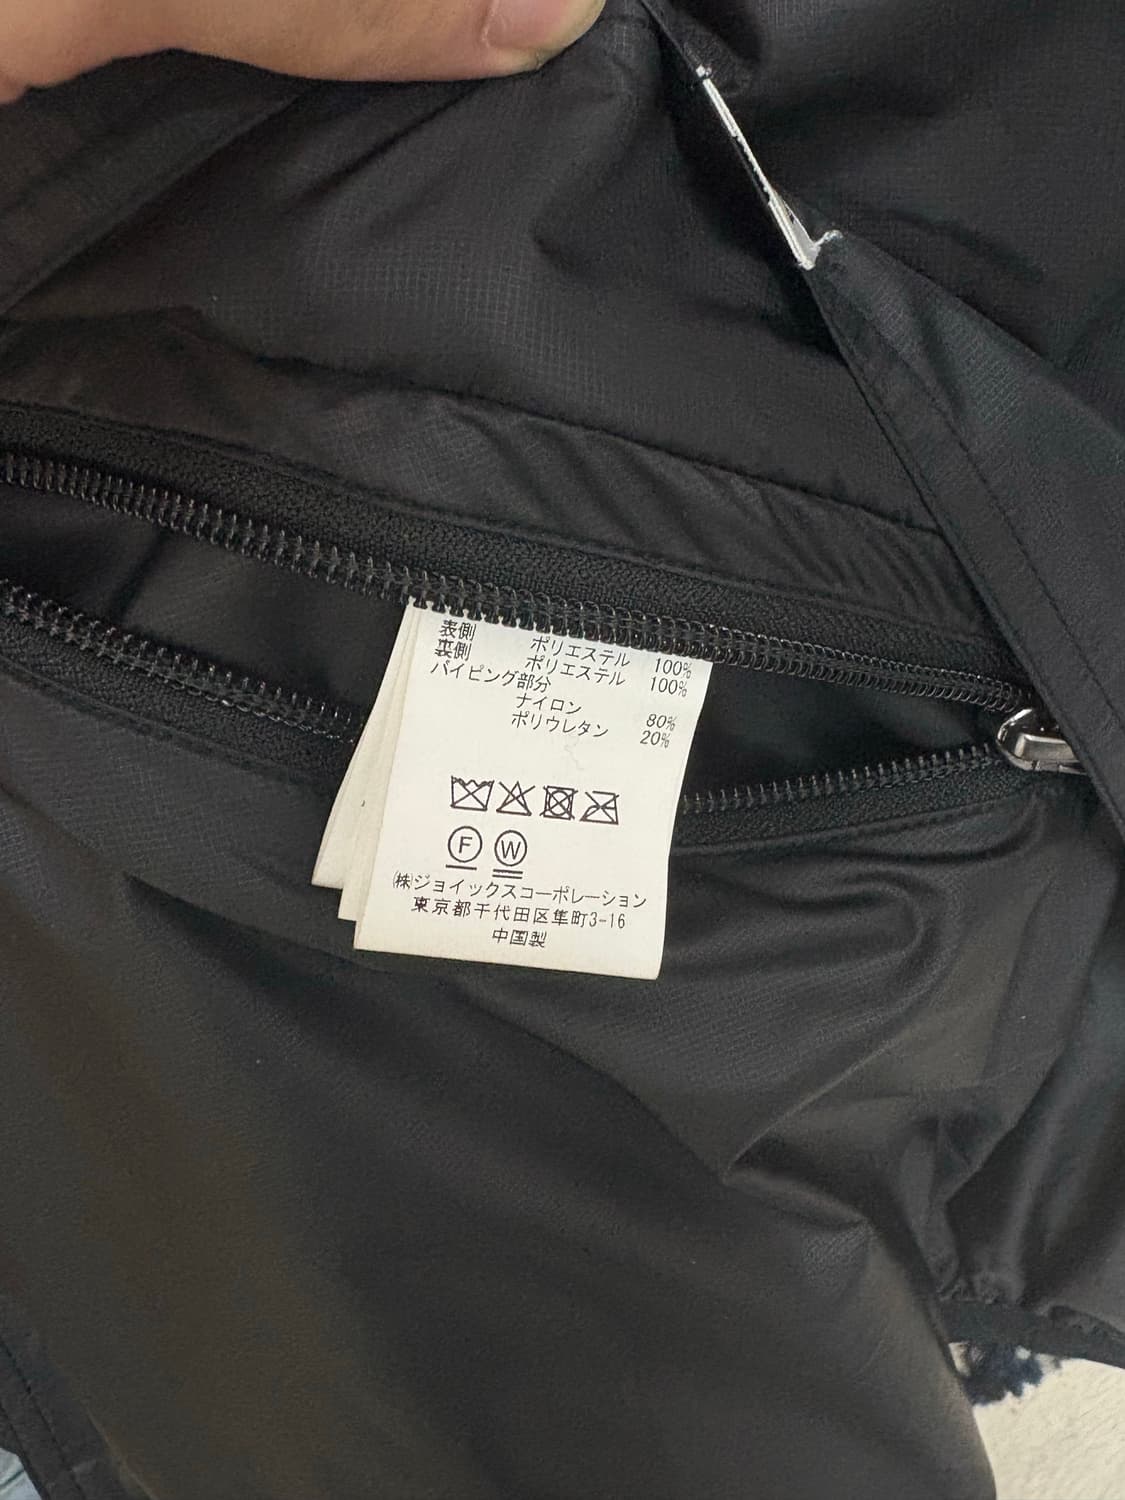 表側 ポリエステル 100%
裏側 ポリエステル 100%
パイピング部分
ナイロン 80%
ポリウレタン 20%
F W
㈱ジョイックスコーポレーション
東京都千代田区隼町3-16
中国製